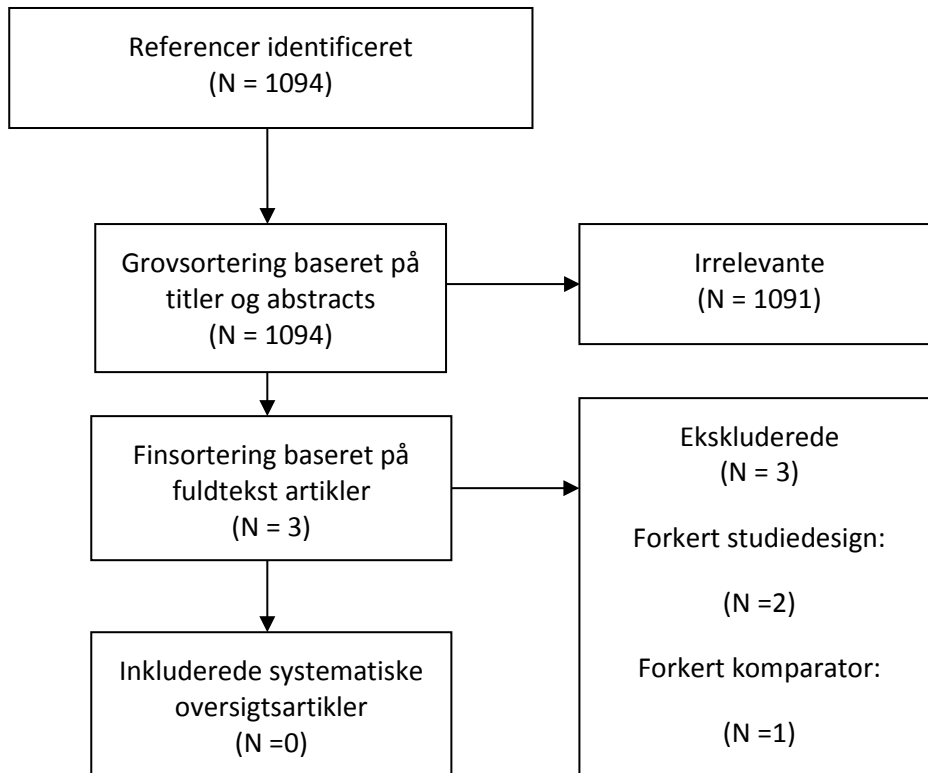 Referencer identificeret
(N = 1094)
Grovsortering baseret på
titler og abstracts
(N = 1094)
Irrelevante
(N = 1091)
Finsortering baseret på
fuldtekst artikler
(N = 3)
Ekskluderede
(N = 3)
Forkert studiedesign:
(N =2)
Forkert komparator:
(N =1)
Inkluderede systematiske
oversigtsartikler
(N =0)